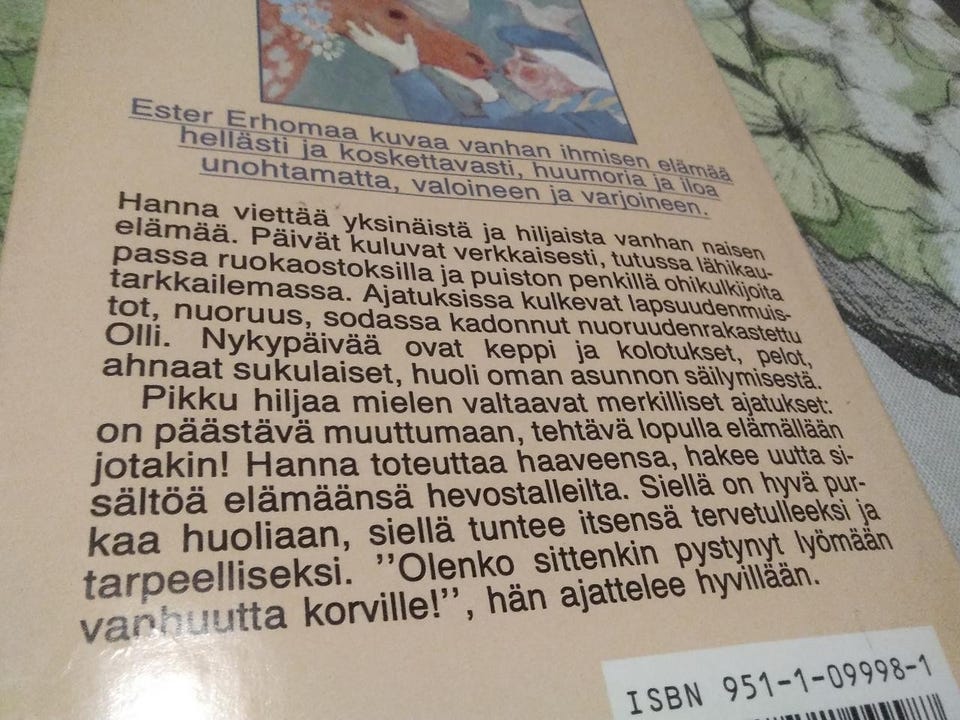 Ester Erhomaa kuvaa vanhan ihmisen elämää
hellästi ja koskettavasti, huumoria ja iloa
unohtamatta, valoineen ja varjoineen.
Hanna viettää yksinäistä ja hiljaista vanhan naisen
elämää. Päivät kuluvat verkkaisesti, tutussa lähikau-
passa ruokaostoksilla ja puiston penkillä ohikulkijoita
tarkkailemassa. Ajatuksissa kulkevat lapsuudenmuis-
tot, nuoruus, sodassa kadonnut nuoruudenrakastettu
Olli. Nykypäivää ovat keppi ja kolotukset, pelot,
ahnaat sukulaiset, huoli oman asunnon säilymisestä.
Pikku hiljaa mielen valtaavat merkilliset ajatukset:
on päästävä muuttumaan, tehtävä lopulla elämällään
jotakin! Hanna toteuttaa haaveensa, hakee uutta si-
sältöä elämäänsä hevostalleilta. Siellä on hyvä pur-
kaa huoliaan, siellä tuntee itsensä tervetulleeksi ja
tarpeelliseksi. ''Olenko sittenkin pystynyt lyömään
vanhuutta korville!'', hän ajattelee hyvillään.
ISBN 951-1-09998-1